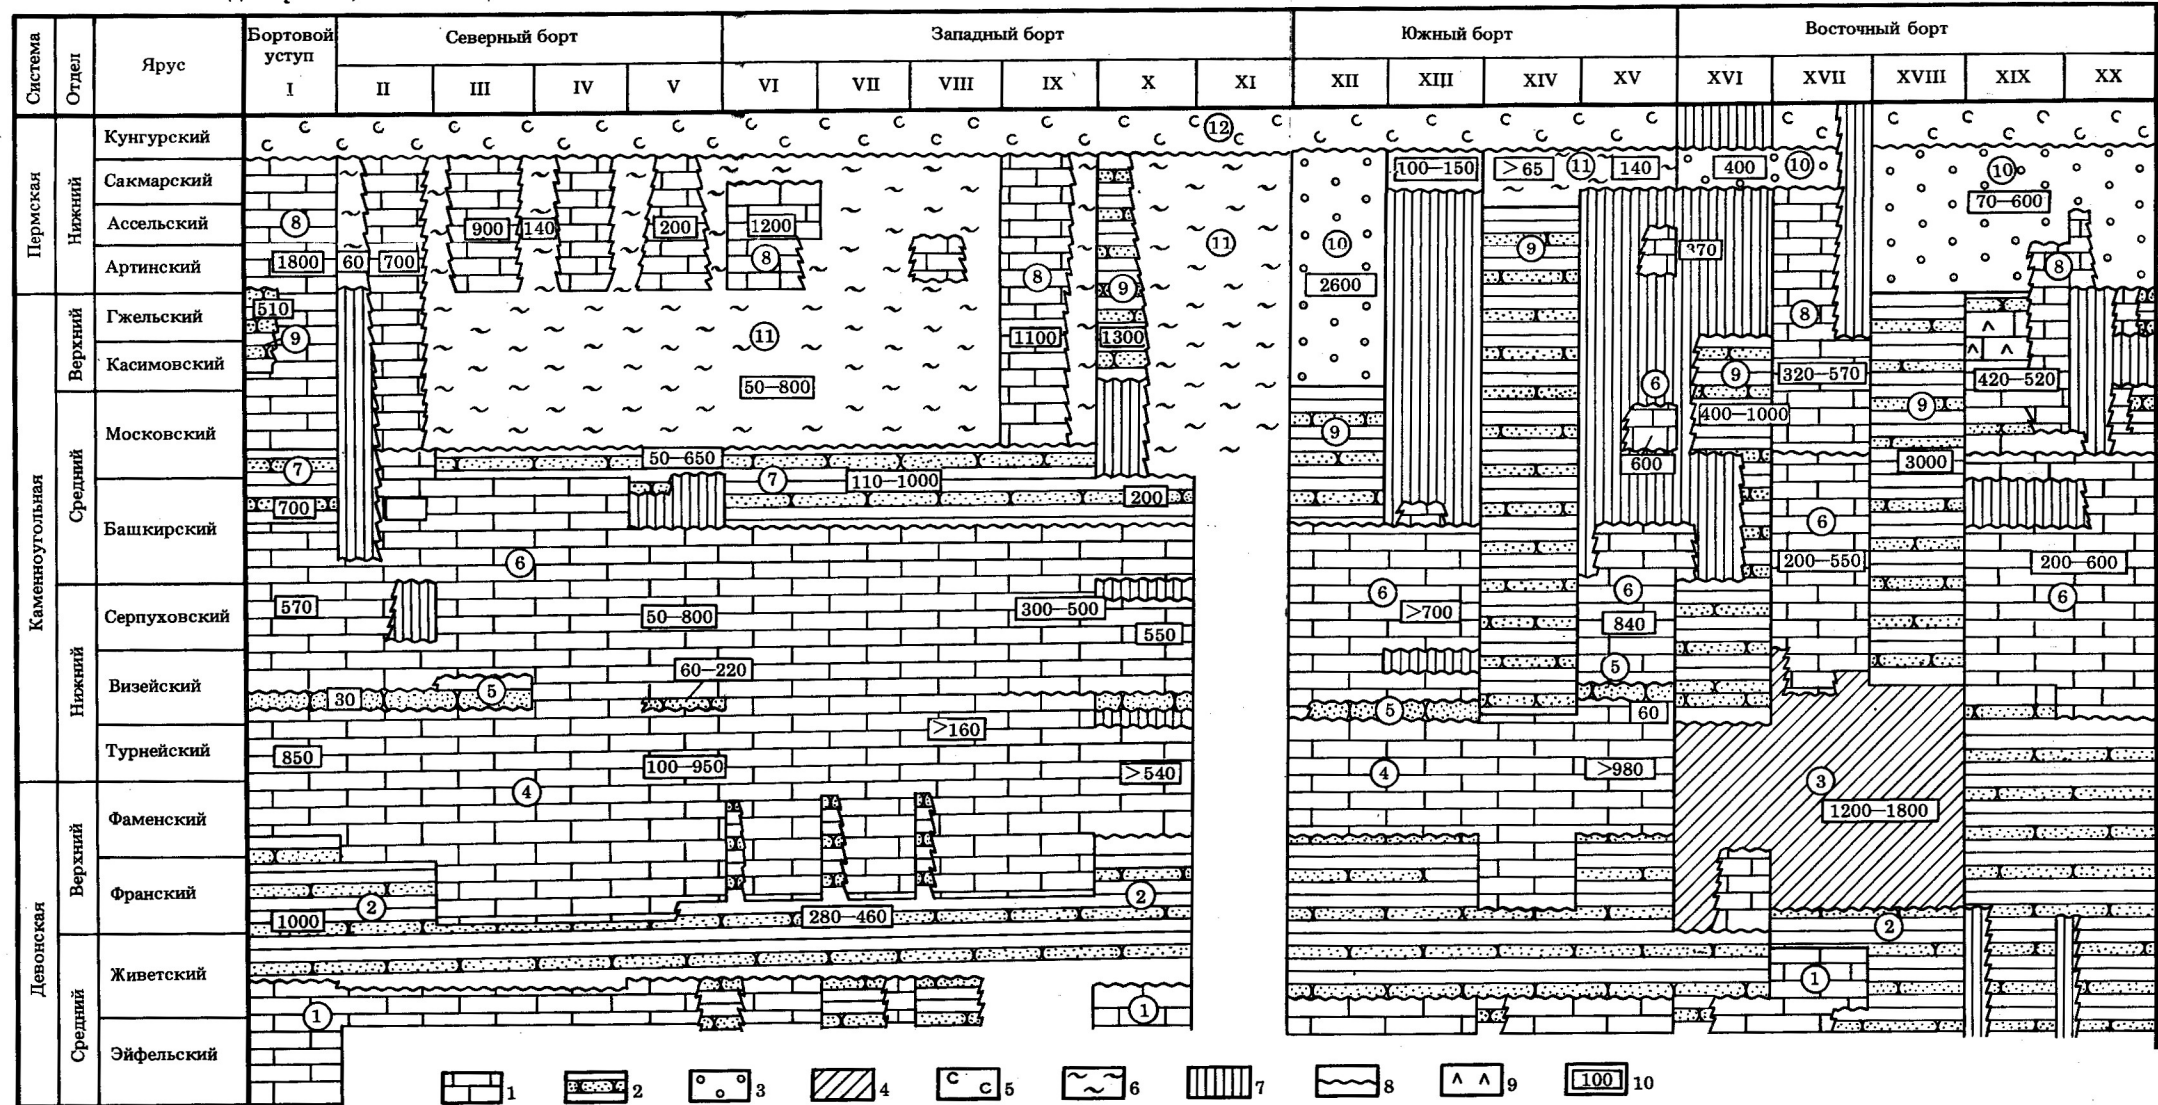 Система
Отдел
Ярус
Бортовой уступ
Северный борт
Западный борт
Южный борт
Восточный борт
I II III IV V VI VII VIII IX X XI XII XIII XIV XV XVI XVII XVIII XIX XX
Пермская
Нижний
Кунгурский
Сакмарский
Ассельский
Артинский
Каменноугольная
Верхний
Гжельский
Касимовский
Средний
Московский
Башкирский
Нижний
Серпуховский
Визейский
Турнейский
Девонская
Верхний
Фаменский
Франский
Средний
Живетский
Эйфельский
12
100—150 >65 11 140 400 10 10
70—600
8 900 140 200 1200 11 10 9 370
1800 60 700 8 8 8
9 2600
510 8
9 11 1100 1300
50—800 6 9 320—570 420—520
400—1000 9
9
50—650 600 3000
7 7 110—1000 200
700 6
6 200—550 200—600
570 50—800 300—500 6 >700 6 6
550 840
60—220 5
30 5 5 60
>160
850 100—950 >540 4 >980 3
4 1200—1800
2 2
1000 280—460 2
1
1 1
1 2 3 4 5 6 7 8 9 100 10